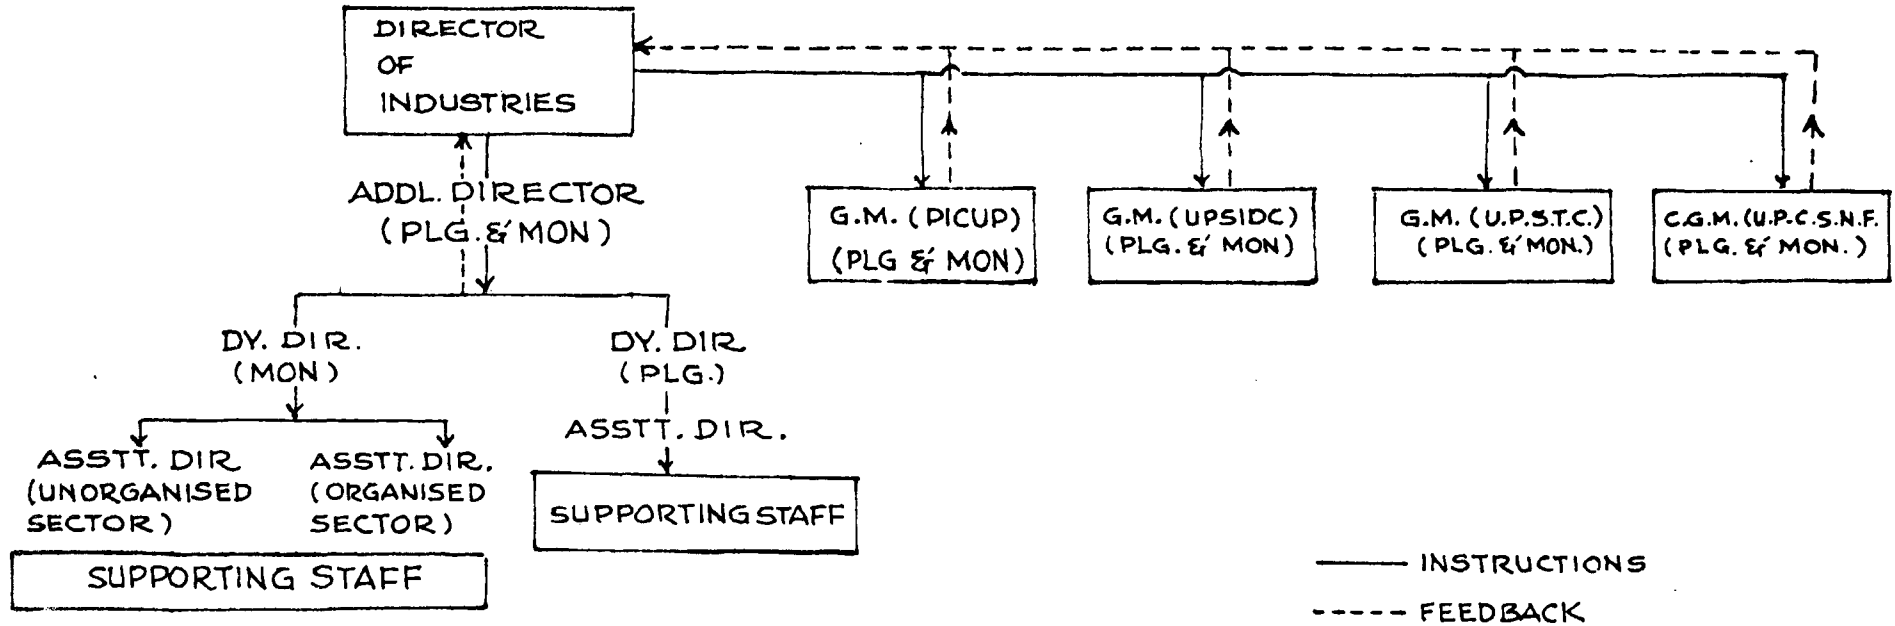 DIRECTOR
OF
INDUSTRIES
ADDL. DIRECTOR
(PLG. & MON)
G.M. (PICUP)
(PLG & MON)
G.M. (UPSIDC)
(PLG. & MON)
G.M. (U.P.S.T.C.)
(PLG. & MON.)
C.G.M. (U.P.C.S.N.F.
(PLG. & MON.)
DY. DIR.
(MON)
DY. DIR
(PLG.)
ASSTT. DIR
(UNORGANISED
SECTOR)
ASSTT. DIR.
(ORGANISED
SECTOR)
SUPPORTING STAFF
ASSTT. DIR.
SUPPORTING STAFF
INSTRUCTIONS
FEEDBACK